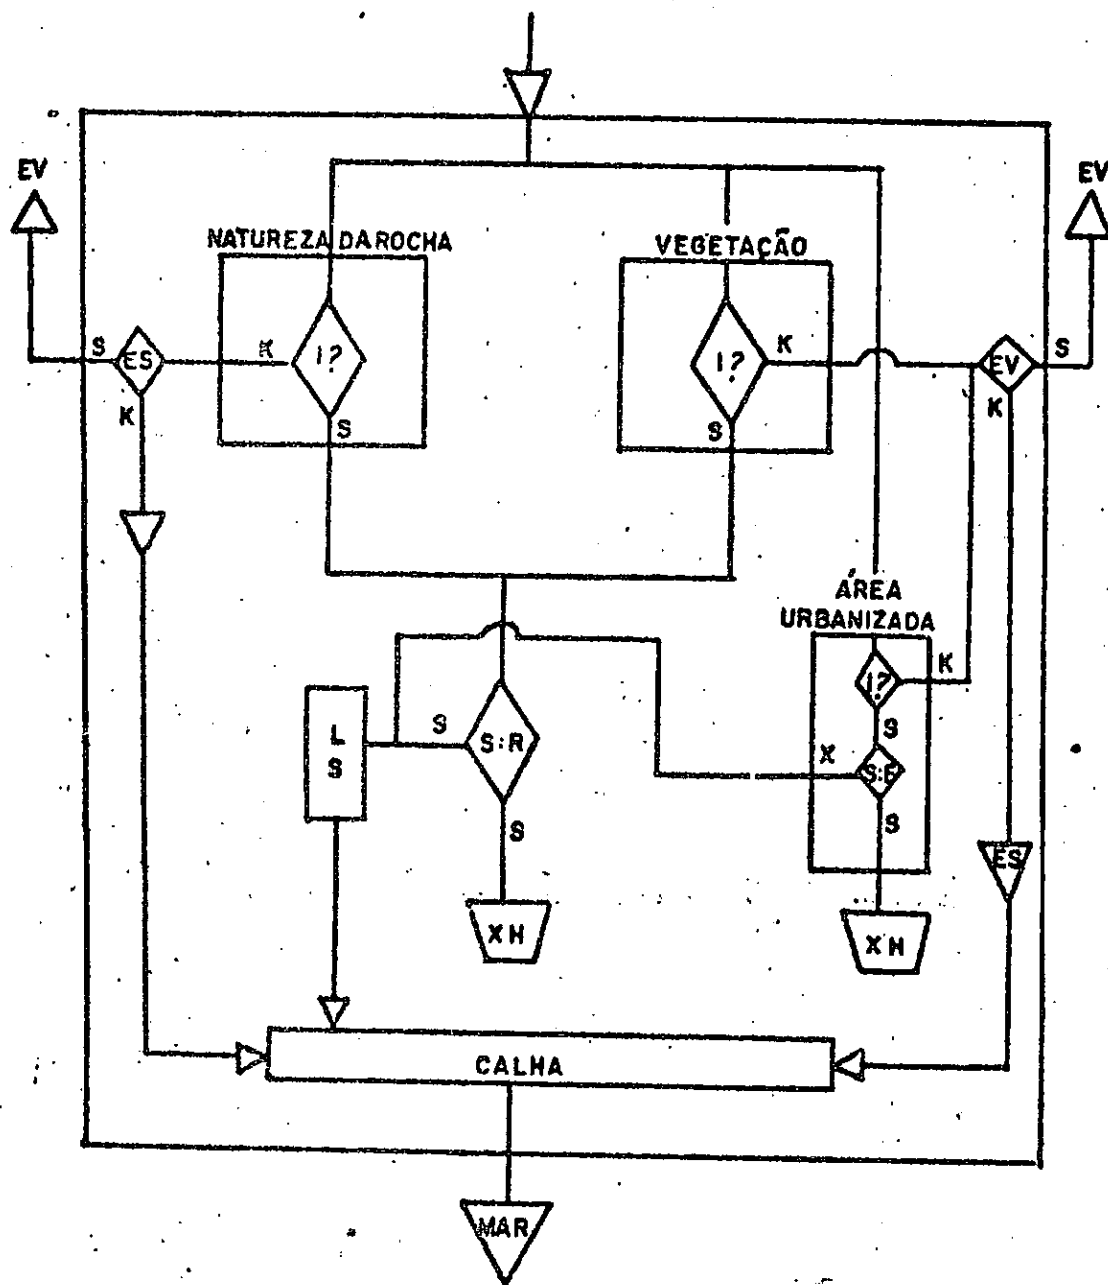 EV
EV
NATUREZA DA ROCHA
VEGETAÇÃO
S
ES
K
I?
S
K
I?
K
S
EV
S
K
ÁREA
URBANIZADA
I?
K
S
L
S
S
S:R
S
X
S:E
S
ES
XH
XH
CALHA
MAR